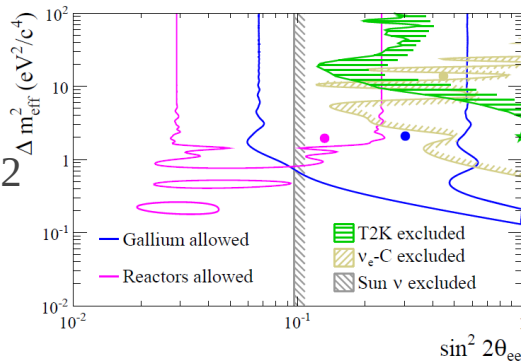 2
Δ m²eff (eV²/c⁴)
10²
10
1
10⁻¹
10⁻²
Gallium allowed
Reactors allowed
T2K excluded
νe-C excluded
Sun ν excluded
10⁻²
10⁻¹
1
sin² 2θee